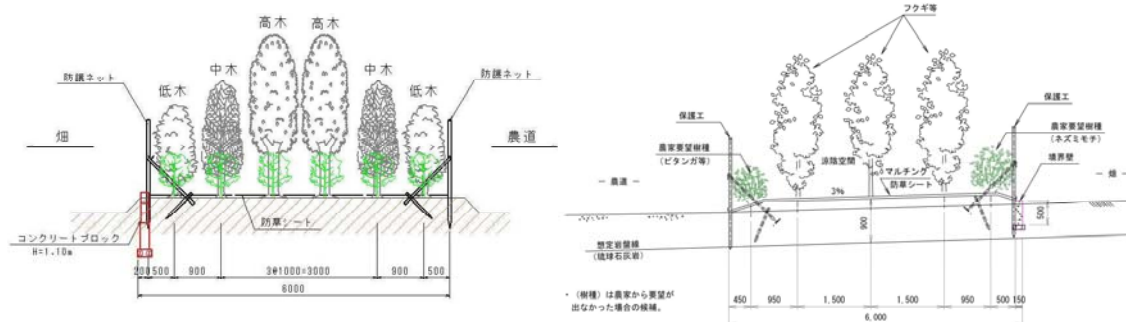 高木
高木
防護ネット
中木
中木
防護ネット
低木
低木
畑
農道
防草シート
コンクリートブロック
H=1.10m
200
500
900
3@1000=3000
900
500
6000
フクギ等
保護工
保護工
農家要望樹種
(ピタンガ等)
農家要望樹種
(ネズミモチ)
涼陰空間
マルチング
防草シート
境界壁
－ 農道 －
－ 畑 －
2%
500
900
想定岩盤線
(琉球石灰岩)
・(樹種)は農家から要望が
出なかった場合の候補。
450
950
1,500
1,500
950
500
150
6,000